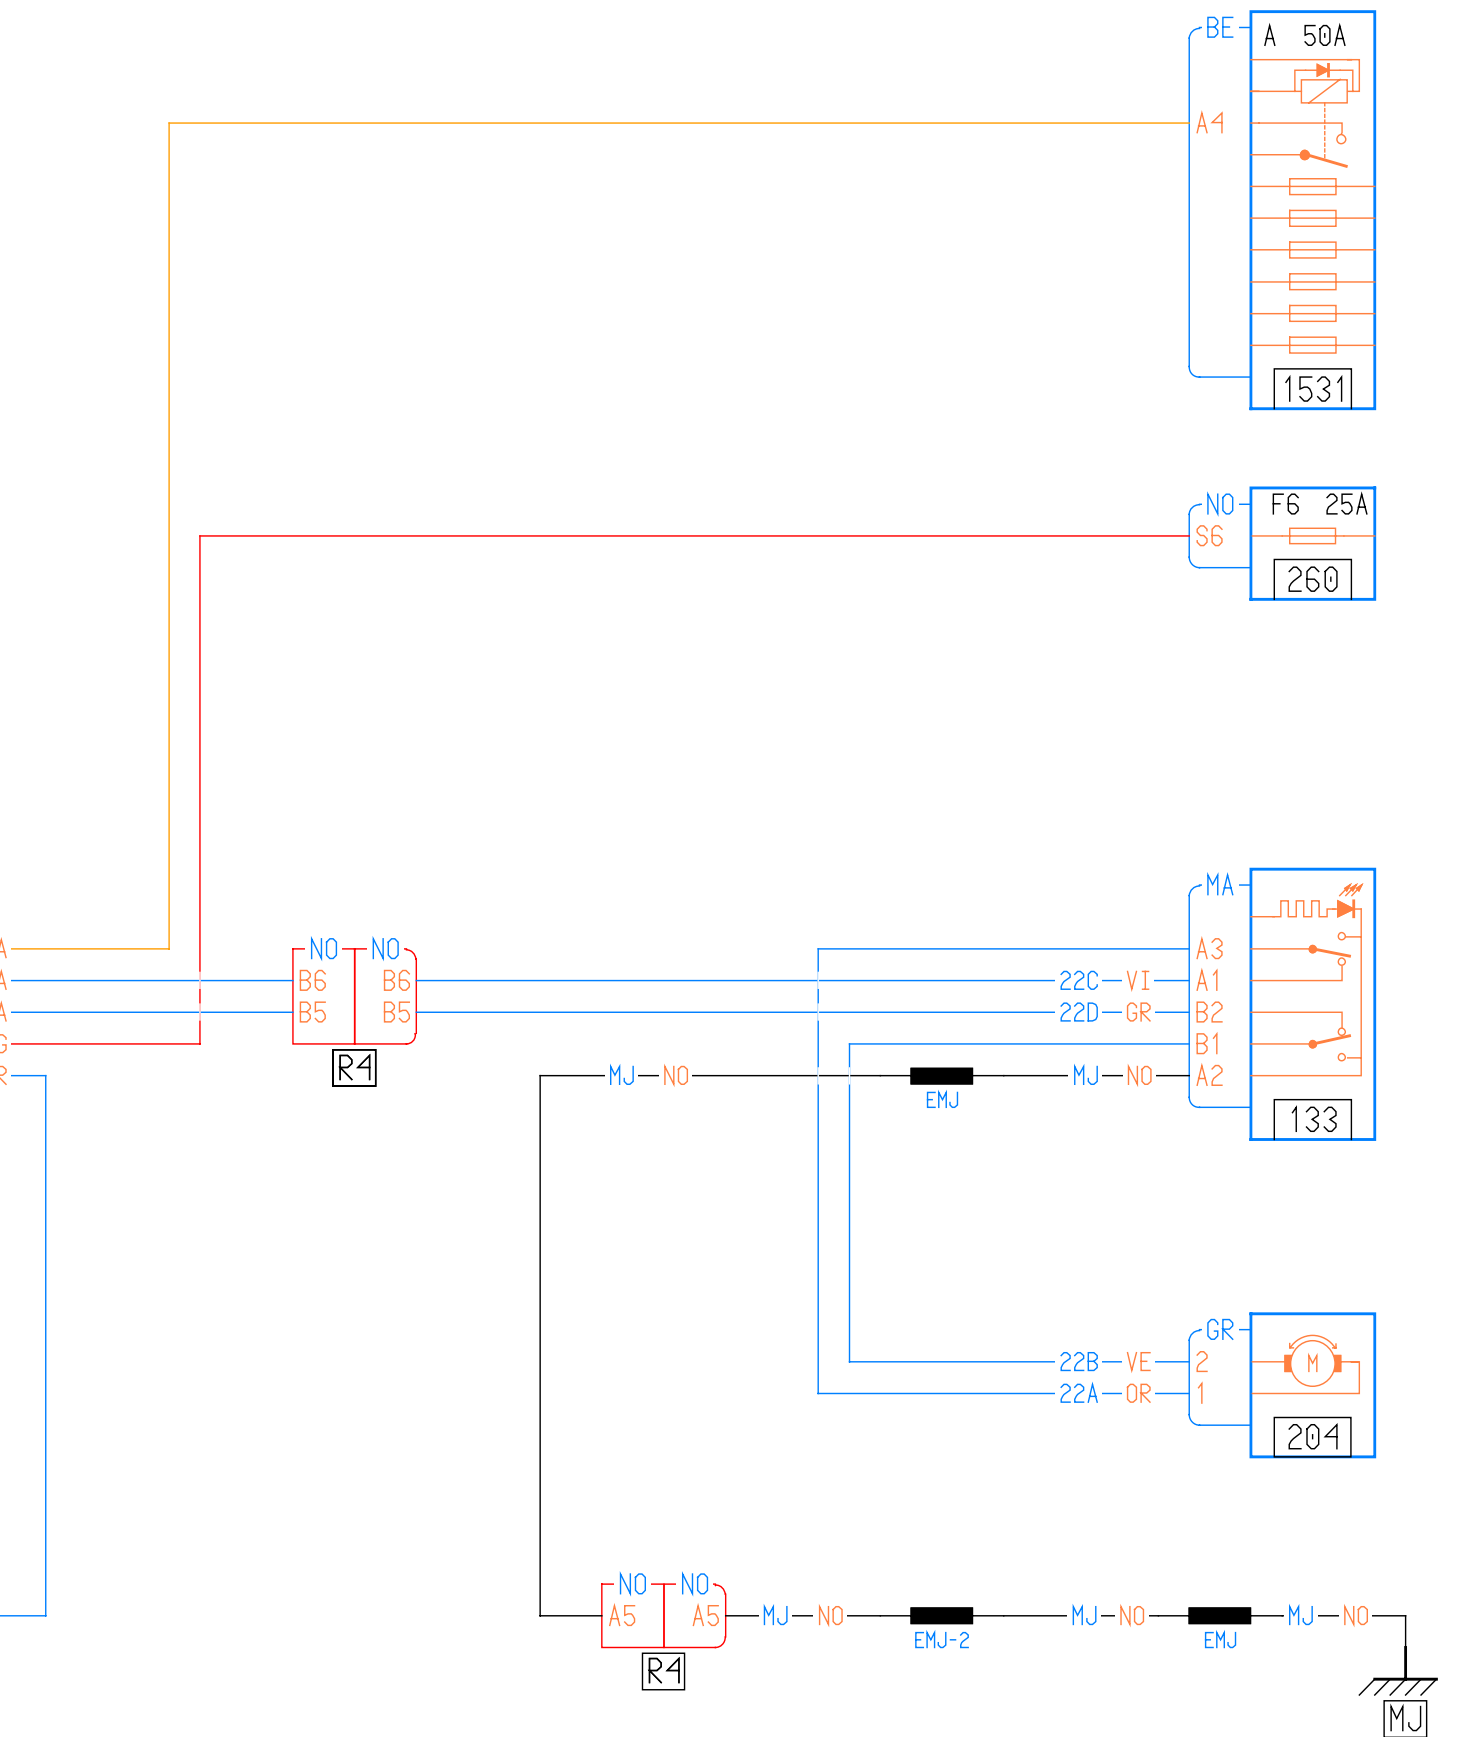 BE A 50A
A4
1531
NO F6 25A
S6
260
MA
A NO NO A3
A B6 B6 22C VI A1
A B5 B5 22D GR B2
G B1
R R4 MJ NO MJ NO A2
EMJ
133
GR
22B VE 2 M
22A OR 1
204
NO NO
A5 A5 MJ NO MJ NO MJ NO
EMJ-2 EMJ
R4
MJ